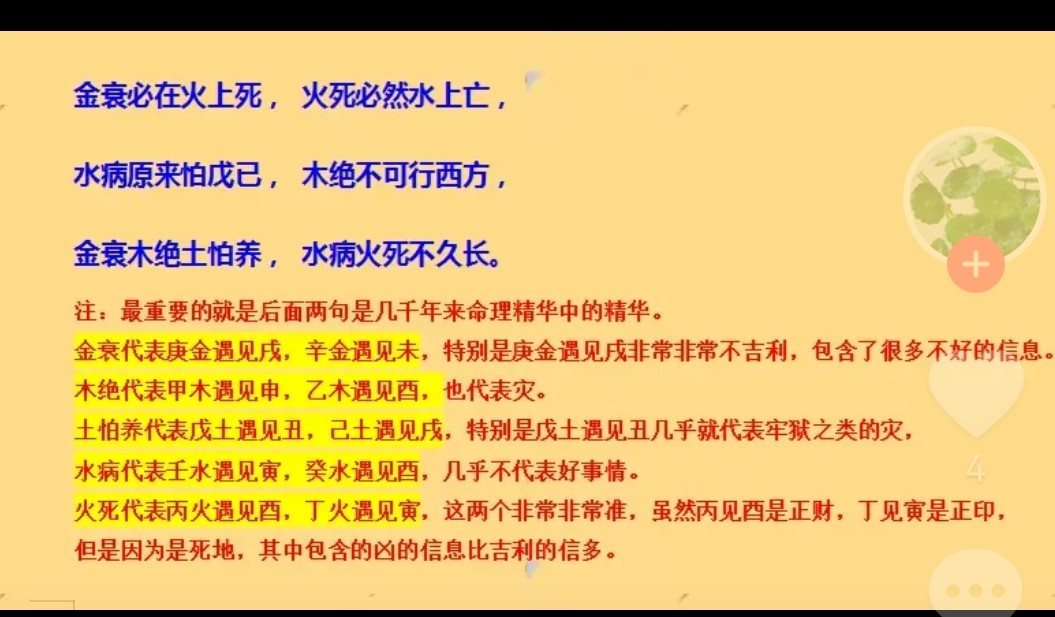 金衰必在火上死， 火死必然水上亡，
水病原来怕戊已， 木绝不可行西方，
金衰木绝土怕养， 水病火死不久长。
注：最重要的就是后面两句是几千年来命理精华中的精华。
金衰代表庚金遇见戌，辛金遇见未，特别是庚金遇见戌非常非常不吉利，包含了很多不好的信息。
木绝代表甲木遇见申，乙木遇见酉，也代表灾。
土怕养代表戊土遇见丑，己土遇见戌，特别是戊土遇见丑几乎就代表牢狱之类的灾，
水病代表壬水遇见寅，癸水遇见酉，几乎不代表好事情。
4
火死代表丙火遇见酉，丁火遇见寅，这两个非常非常准，虽然丙见酉是正财，丁见寅是正印，
但是因为是死地，其中包含的凶的信息比吉利的信多。